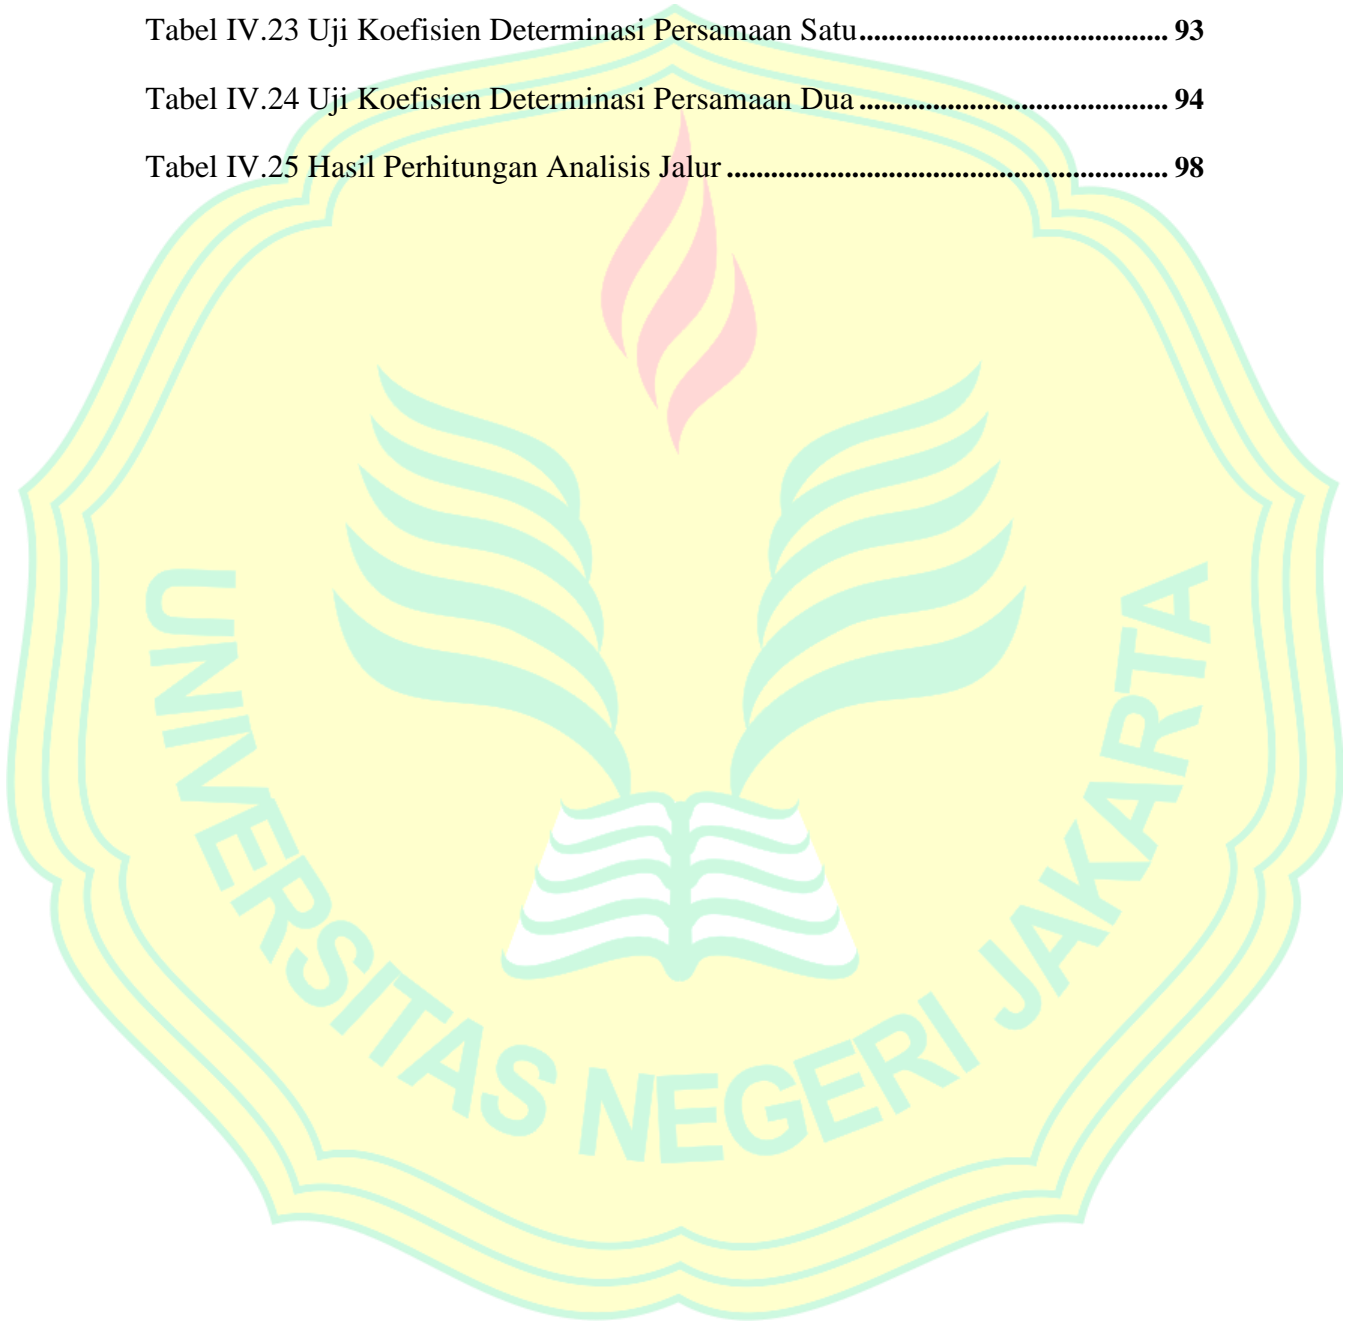 Tabel IV.23 Uji Koefisien Determinasi Persamaan Satu......................................... 93
Tabel IV.24 Uji Koefisien Determinasi Persamaan Dua ......................................... 94
Tabel IV.25 Hasil Perhitungan Analisis Jalur ........................................................... 98
UNIVERSITAS NEGERI JAKARTA